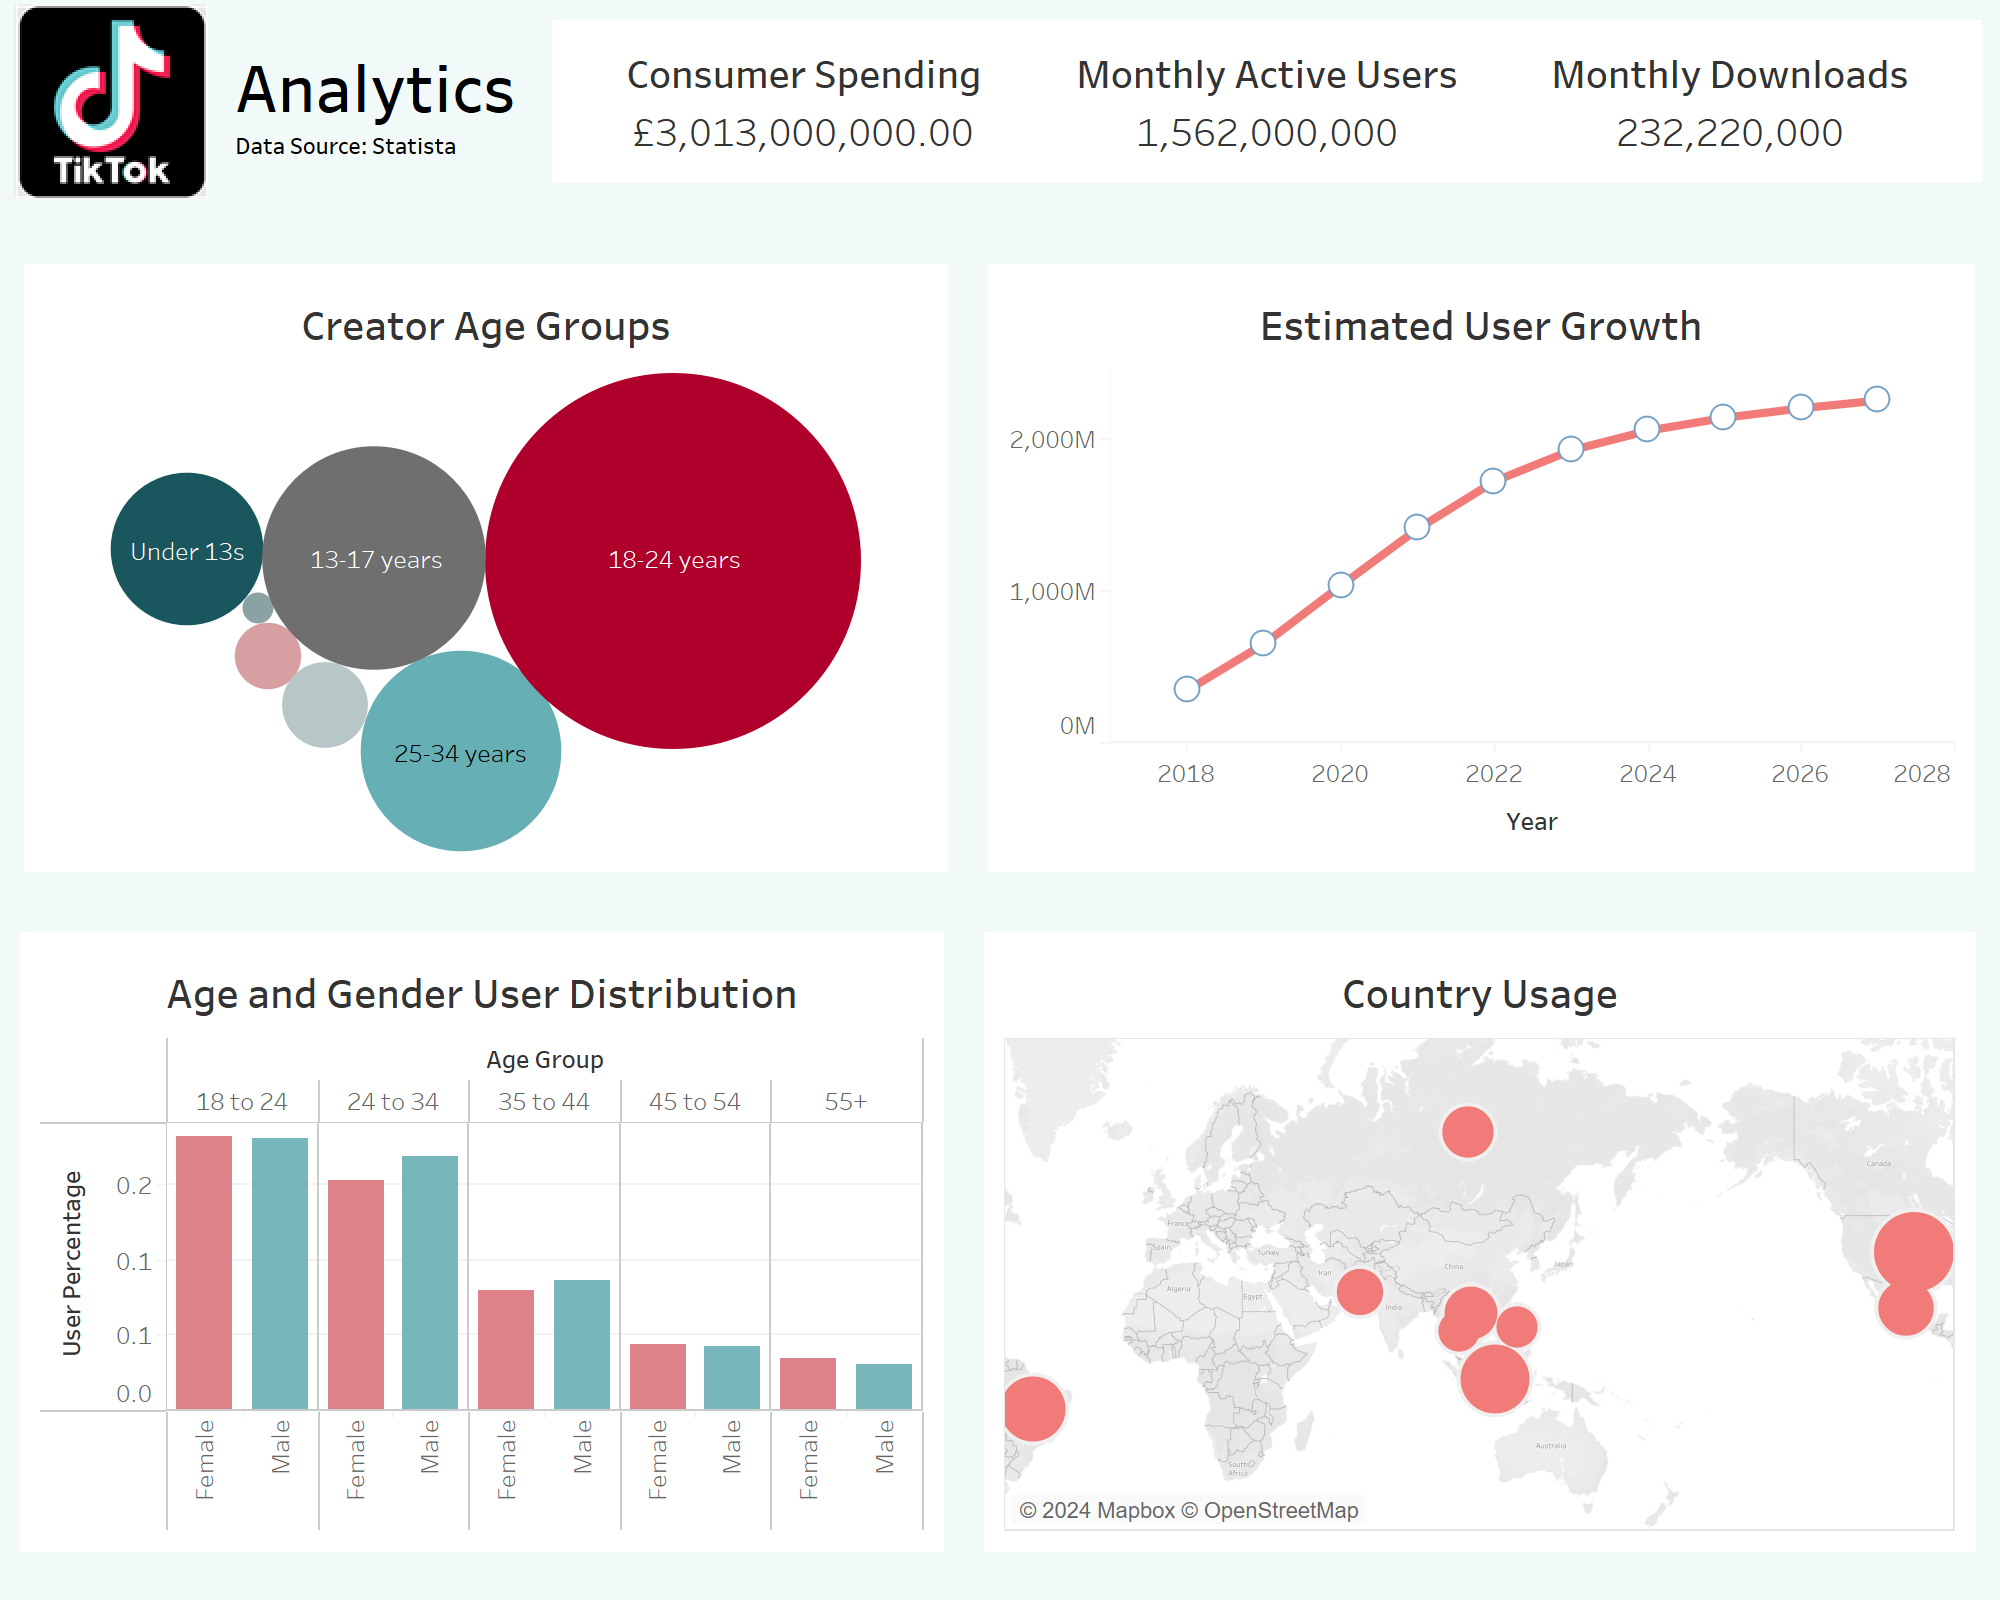 TikTok
Analytics
Data Source: Statista
Consumer Spending
£3,013,000,000.00
Monthly Active Users
1,562,000,000
Monthly Downloads
232,220,000
Creator Age Groups
Under 13s
13-17 years
18-24 years
25-34 years
Estimated User Growth
2,000M
1,000M
0M
2018 2020 2022 2024 2026 2028
Year
Age and Gender User Distribution
Age Group
18 to 24 24 to 34 35 to 44 45 to 54 55+
User Percentage
0.2
0.1
0.1
0.0
Female Male Female Male Female Male Female Male Female Male
Country Usage
Canada
France
Spain
Turkey
Japan
China
Iran
Algeria
Egypt
India
Australia
South
Africa
© 2024 Mapbox © OpenStreetMap